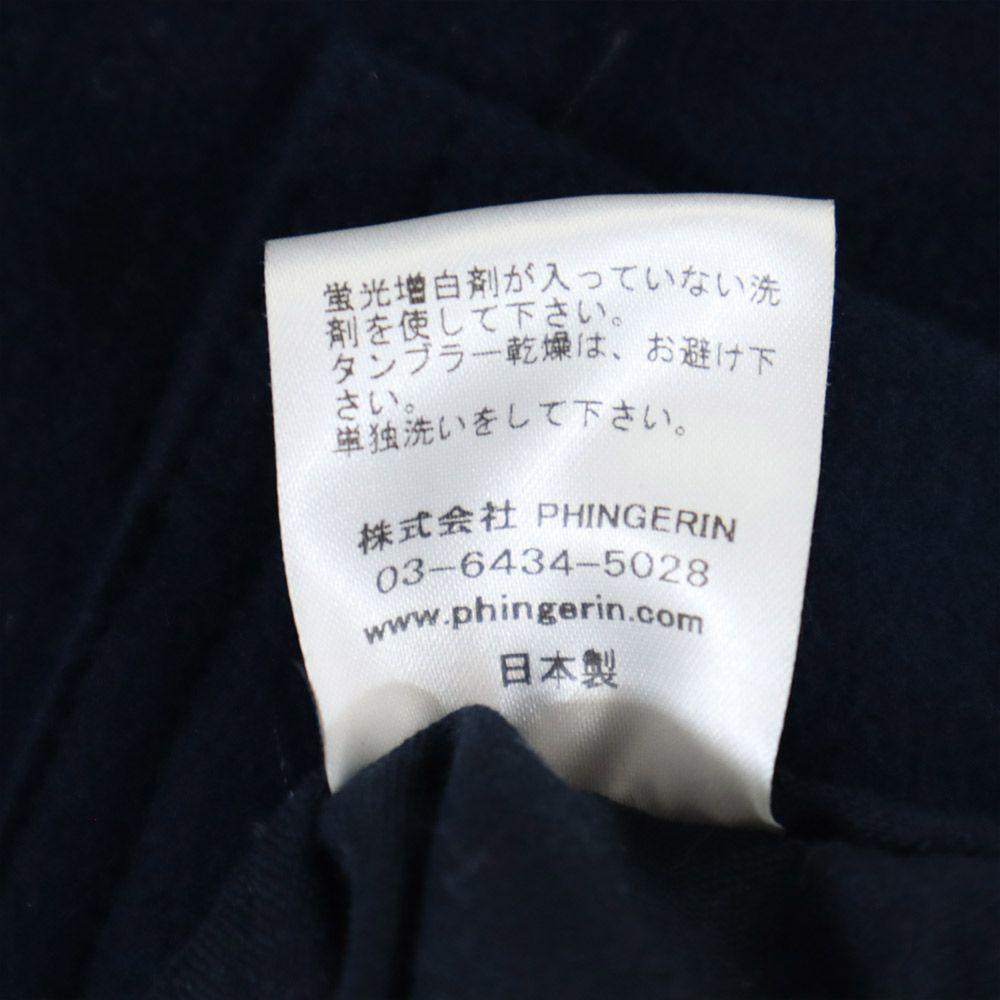 蛍光増白剤が入っていない洗
剤を使して下さい。
タンブラー乾燥は、お避け下
さい。
単独洗いをして下さい。
株式会社 PHINGERIN
03-6434-5028
www.phingerin.com
日本製